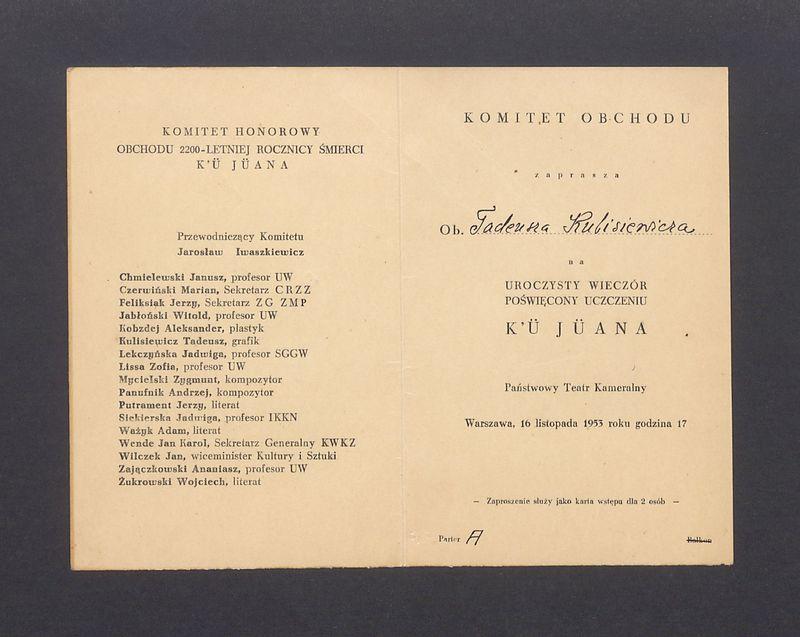 KOMITET HONOROWY
OBCHODU 2200-LETNIEJ ROCZNICY ŚMIERCI
K'Ü JÜANA
Przewodniczący Komitetu
Jarosław Iwaszkiewicz
Chmielewski Janusz, profesor UW
Czerwiński Marian, Sekretarz CRZZ
Feliksiak Jerzy, Sekretarz ZG ZMP
Jabłoński Witold, profesor UW
Kobzdej Aleksander, plastyk
Kulisiewicz Tadeusz, grafik
Lekczyńska Jadwiga, profesor SGGW
Lissa Zofia, profesor UW
Mycielski Zygmunt, kompozytor
Panufnik Andrzej, kompozytor
Putrament Jerzy, literat
Siekierska Jadwiga, profesor IKKN
Ważyk Adam, literat
Wende Jan Karol, Sekretarz Generalny KWKZ
Wilczek Jan, wiceminister Kultury i Sztuki
Zajączkowski Ananiasz, profesor UW
Żukrowski Wojciech, literat
KOMITET OBCHODU
zaprasza
Ob. Tadeusza Kulisiewicza
na
UROCZYSTY WIECZÓR
POŚWIĘCONY UCZCZENIU
K'Ü JÜANA
Państwowy Teatr Kameralny
Warszawa, 16 listopada 1953 roku godzina 17
— Zaproszenie służy jako karta wstępu dla 2 osób —
Parter A
Balkon